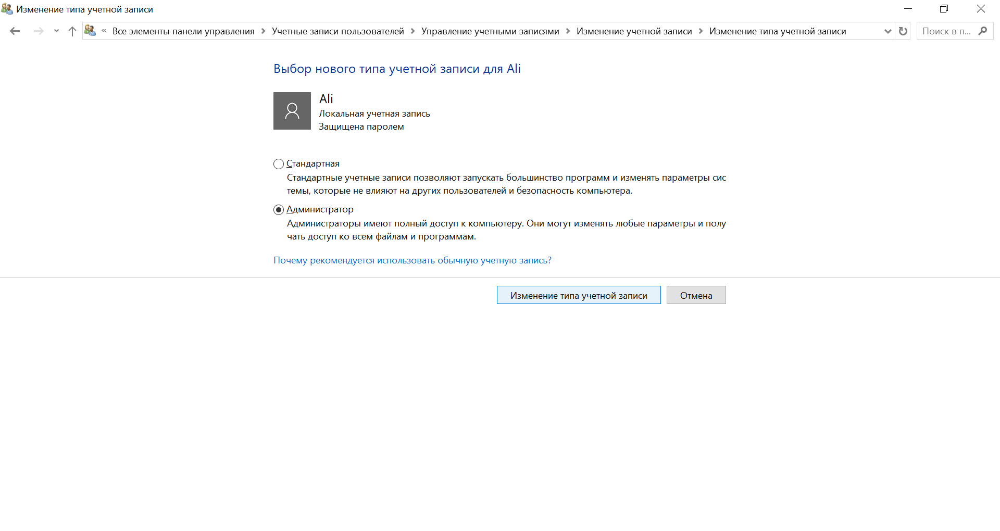 Изменение типа учетной записи
« Все элементы панели управления > Учетные записи пользователей > Управление учетными записями > Изменение учетной записи > Изменение типа учетной записи
Поиск в п...
Выбор нового типа учетной записи для Ali
Ali
Локальная учетная запись
Защищена паролем
Стандартная
Стандартные учетные записи позволяют запускать большинство программ и изменять параметры сис
темы, которые не влияют на других пользователей и безопасность компьютера.
Администратор
Администраторы имеют полный доступ к компьютеру. Они могут изменять любые параметры и полу
чать доступ ко всем файлам и программам.
Почему рекомендуется использовать обычную учетную запись?
Изменение типа учетной записи
Отмена